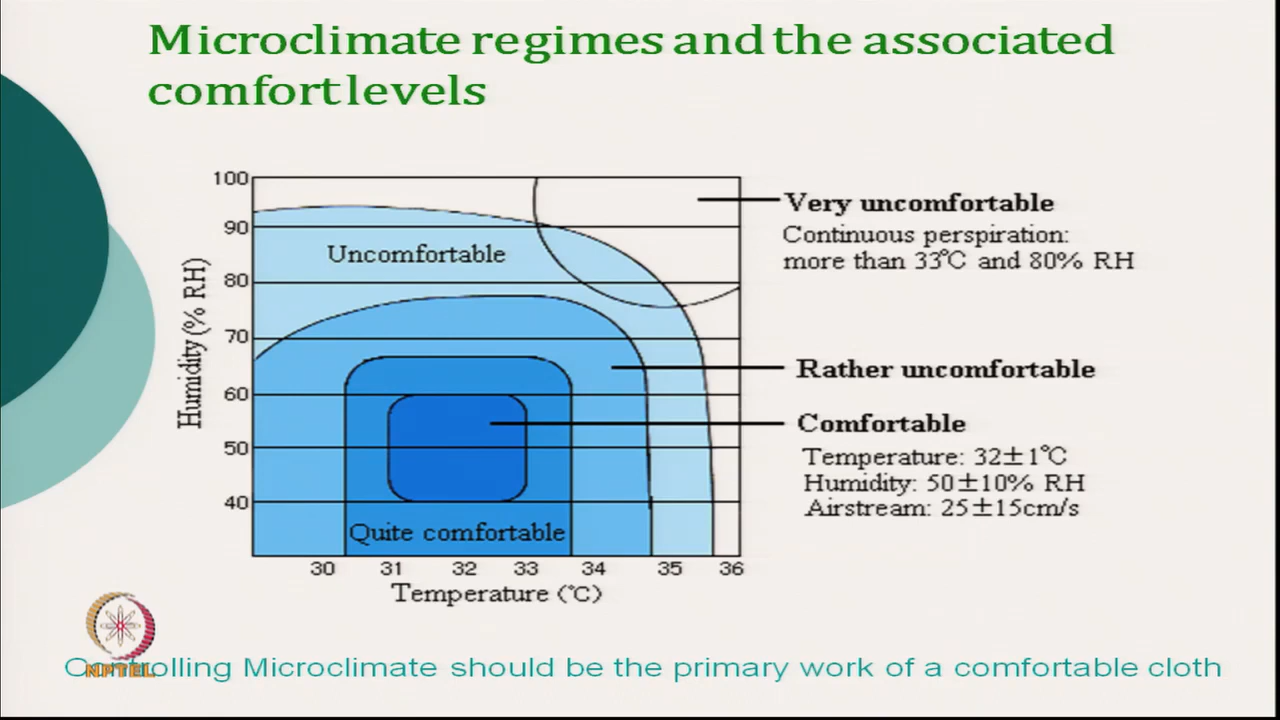 Microclimate regimes and the associated
comfort levels
100
90
80
70
60
50
40
Humidity (% RH)
Uncomfortable
Quite comfortable
30 31 32 33 34 35 36
Temperature (℃)
Very uncomfortable
Continuous perspiration:
more than 33℃ and 80% RH
Rather uncomfortable
Comfortable
Temperature: 32±1℃
Humidity: 50±10% RH
Airstream: 25±15cm/s
Controlling Microclimate should be the primary work of a comfortable cloth
NPTEL